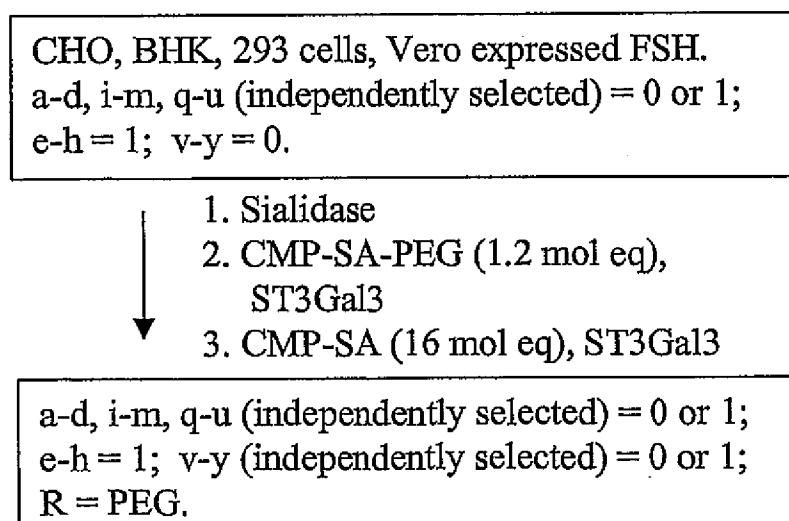 CHO, BHK, 293 cells, Vero expressed FSH.
a-d, i-m, q-u (independently selected) = 0 or 1;
e-h = 1; v-y = 0.
1. Sialidase
2. CMP-SA-PEG (1.2 mol eq),
ST3Gal3
3. CMP-SA (16 mol eq), ST3Gal3
a-d, i-m, q-u (independently selected) = 0 or 1;
e-h = 1; v-y (independently selected) = 0 or 1;
R = PEG.